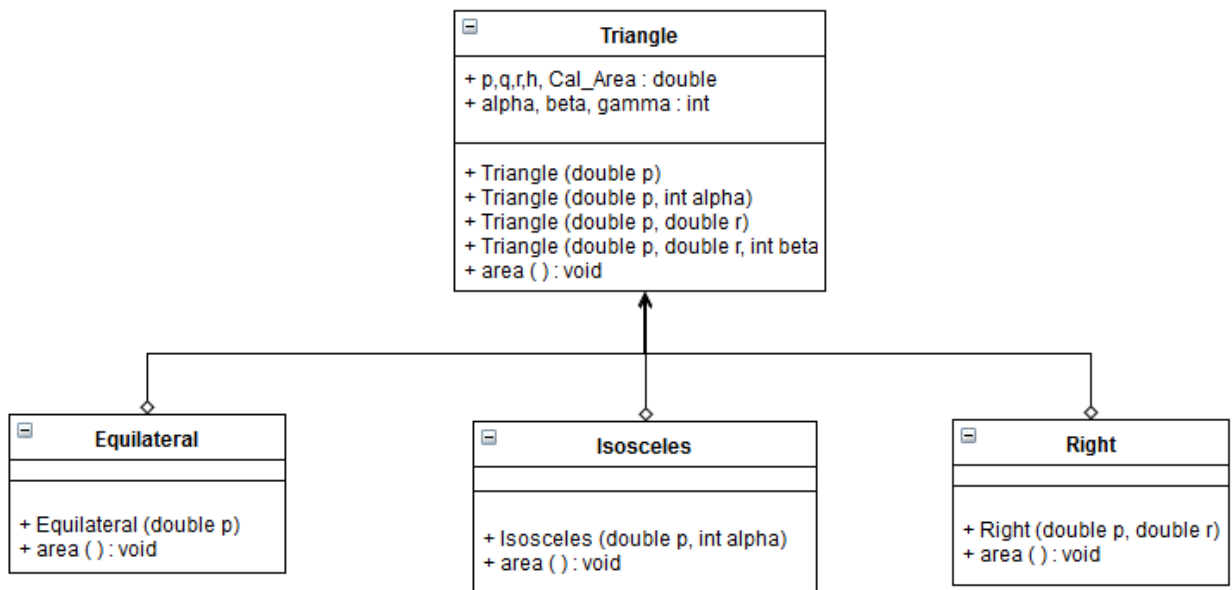 Triangle
+ p,q,r,h, Cal_Area : double
+ alpha, beta, gamma : int
+ Triangle (double p)
+ Triangle (double p, int alpha)
+ Triangle (double p, double r)
+ Triangle (double p, double r, int beta
+ area ( ) : void
Equilateral
+ Equilateral (double p)
+ area ( ) : void
Isosceles
+ Isosceles (double p, int alpha)
+ area ( ) : void
Right
+ Right (double p, double r)
+ area ( ) : void